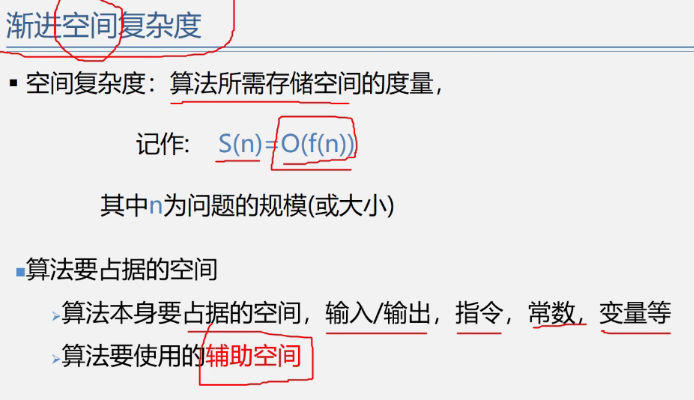 渐进空间复杂度
▪ 空间复杂度：算法所需存储空间的度量，
记作: S(n)=O(f(n))
其中n为问题的规模(或大小)
▪算法要占据的空间
➢算法本身要占据的空间，输入/输出，指令，常数，变量等
➢算法要使用的辅助空间